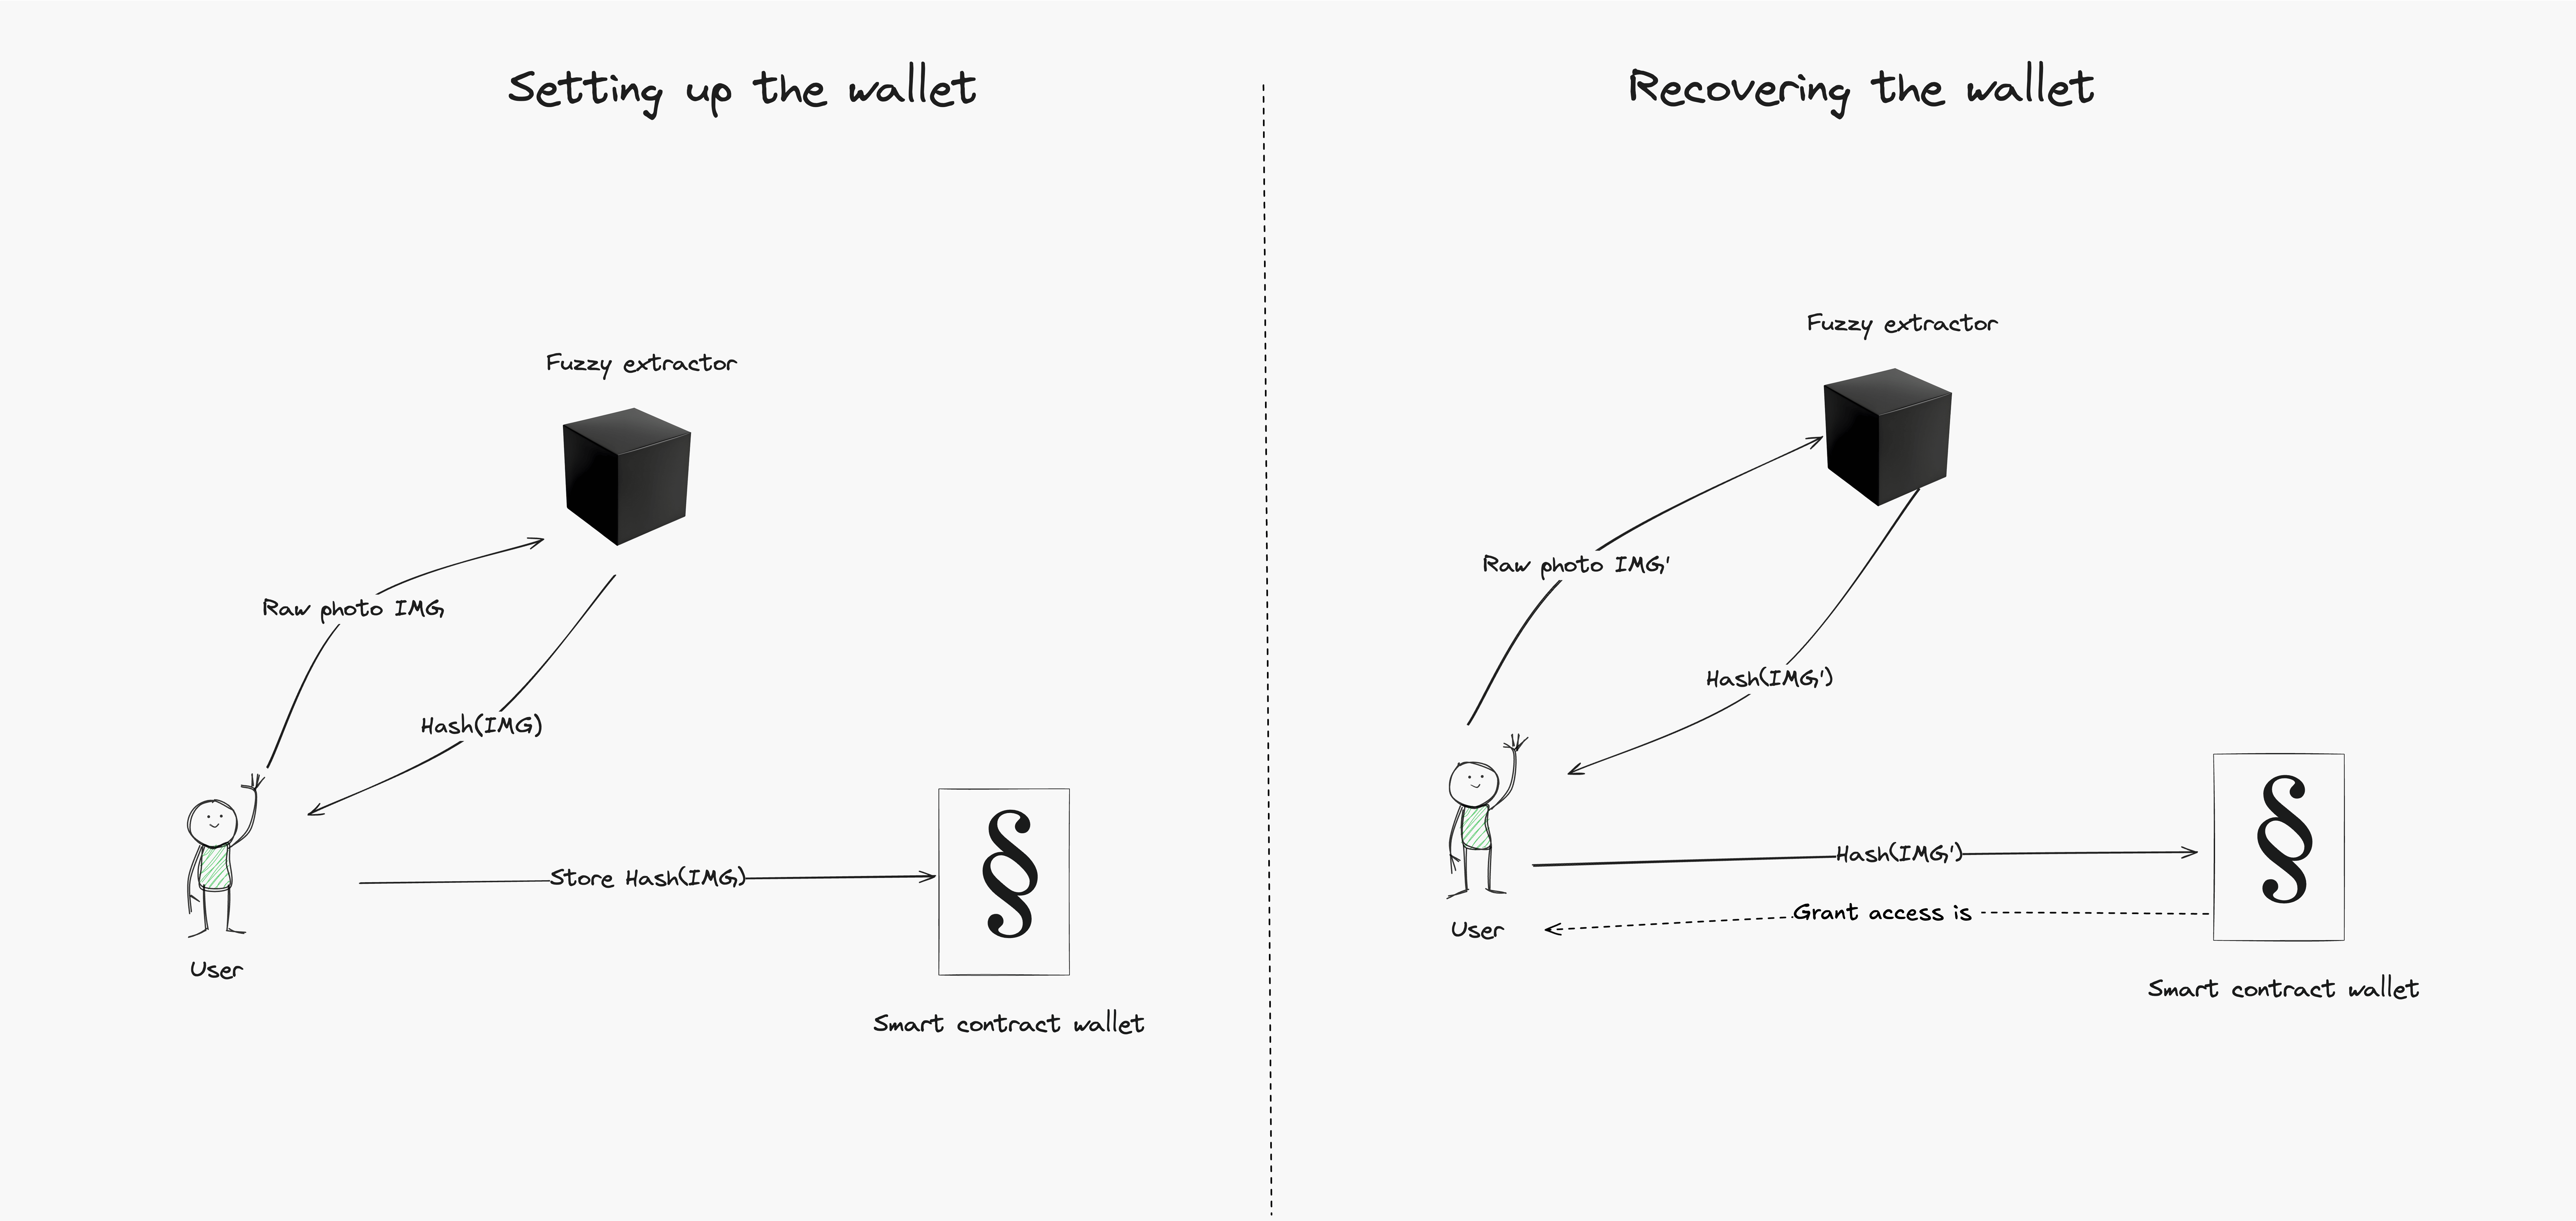 Setting up the wallet
Fuzzy extractor
Raw photo IMG
Hash(IMG)
Store Hash(IMG)
§
User
Smart contract wallet
Recovering the wallet
Fuzzy extractor
Raw photo IMG'
Hash(IMG')
Hash(IMG')
Grant access is
§
User
Smart contract wallet